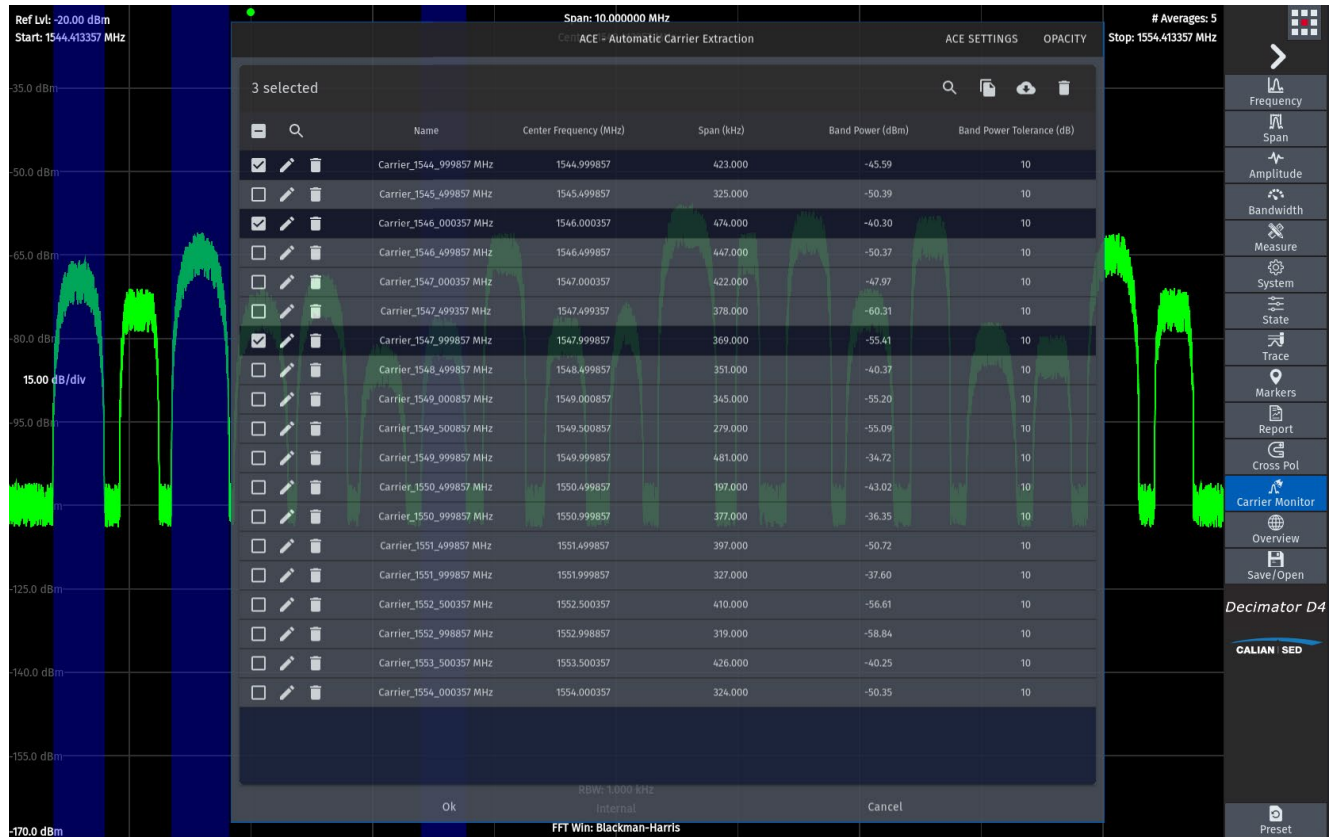 Ref Lvl: -20.00 dBm
Start: 1544.413357 MHz
Span: 10.000000 MHz
# Averages: 5
Stop: 1554.413357 MHz
ACE - Automatic Carrier Extraction
ACE SETTINGS
OPACITY
3 selected
Name Center Frequency (MHz) Span (kHz) Band Power (dBm) Band Power Tolerance (dB)
Carrier_1544_999857 MHz 1544.999857 423.000 -45.59 10
Carrier_1545_499857 MHz 1545.499857 325.000 -50.39 10
Carrier_1546_000357 MHz 1546.000357 474.000 -40.30 10
Carrier_1546_499857 MHz 1546.499857 447.000 -50.37 10
Carrier_1547_000357 MHz 1547.000357 422.000 -47.97 10
Carrier_1547_499357 MHz 1547.499357 378.000 -60.31 10
Carrier_1547_999857 MHz 1547.999857 369.000 -55.41 10
Carrier_1548_499857 MHz 1548.499857 351.000 -40.37 10
Carrier_1549_000857 MHz 1549.000857 345.000 -55.20 10
Carrier_1549_500857 MHz 1549.500857 279.000 -55.09 10
Carrier_1549_999857 MHz 1549.999857 481.000 -34.72 10
Carrier_1550_499857 MHz 1550.499857 197.000 -43.02 10
Carrier_1550_999857 MHz 1550.999857 377.000 -36.35 10
Carrier_1551_499857 MHz 1551.499857 397.000 -50.72 10
Carrier_1551_999857 MHz 1551.999857 327.000 -37.60 10
Carrier_1552_500357 MHz 1552.500357 410.000 -56.61 10
Carrier_1552_998857 MHz 1552.998857 319.000 -58.84 10
Carrier_1553_500357 MHz 1553.500357 426.000 -40.25 10
Carrier_1554_000357 MHz 1554.000357 324.000 -50.35 10
RBW: 1.000 kHz
Internal
Ok
Cancel
FFT Win: Blackman-Harris
-35.0 dBm
-50.0 dBm
-65.0 dBm
-80.0 dBm
15.00 dB/div
-95.0 dBm
-125.0 dBm
-140.0 dBm
-155.0 dBm
-170.0 dBm
Frequency
Span
Amplitude
Bandwidth
Measure
System
State
Trace
Markers
Report
Cross Pol
Carrier Monitor
Overview
Save/Open
Decimator D4
CALIAN | SED
Preset